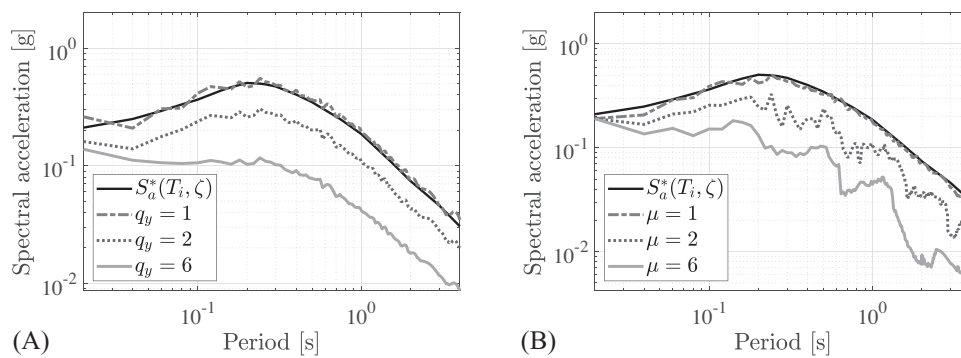 Spectral acceleration [g]
10^0
10^-1
10^-2
S_a^*(T_i, ζ)
q_y = 1
q_y = 2
q_y = 6
10^-1
10^0
Period [s]
(A)
Spectral acceleration [g]
10^0
10^-1
10^-2
S_a^*(T_i, ζ)
μ = 1
μ = 2
μ = 6
10^-1
10^0
Period [s]
(B)